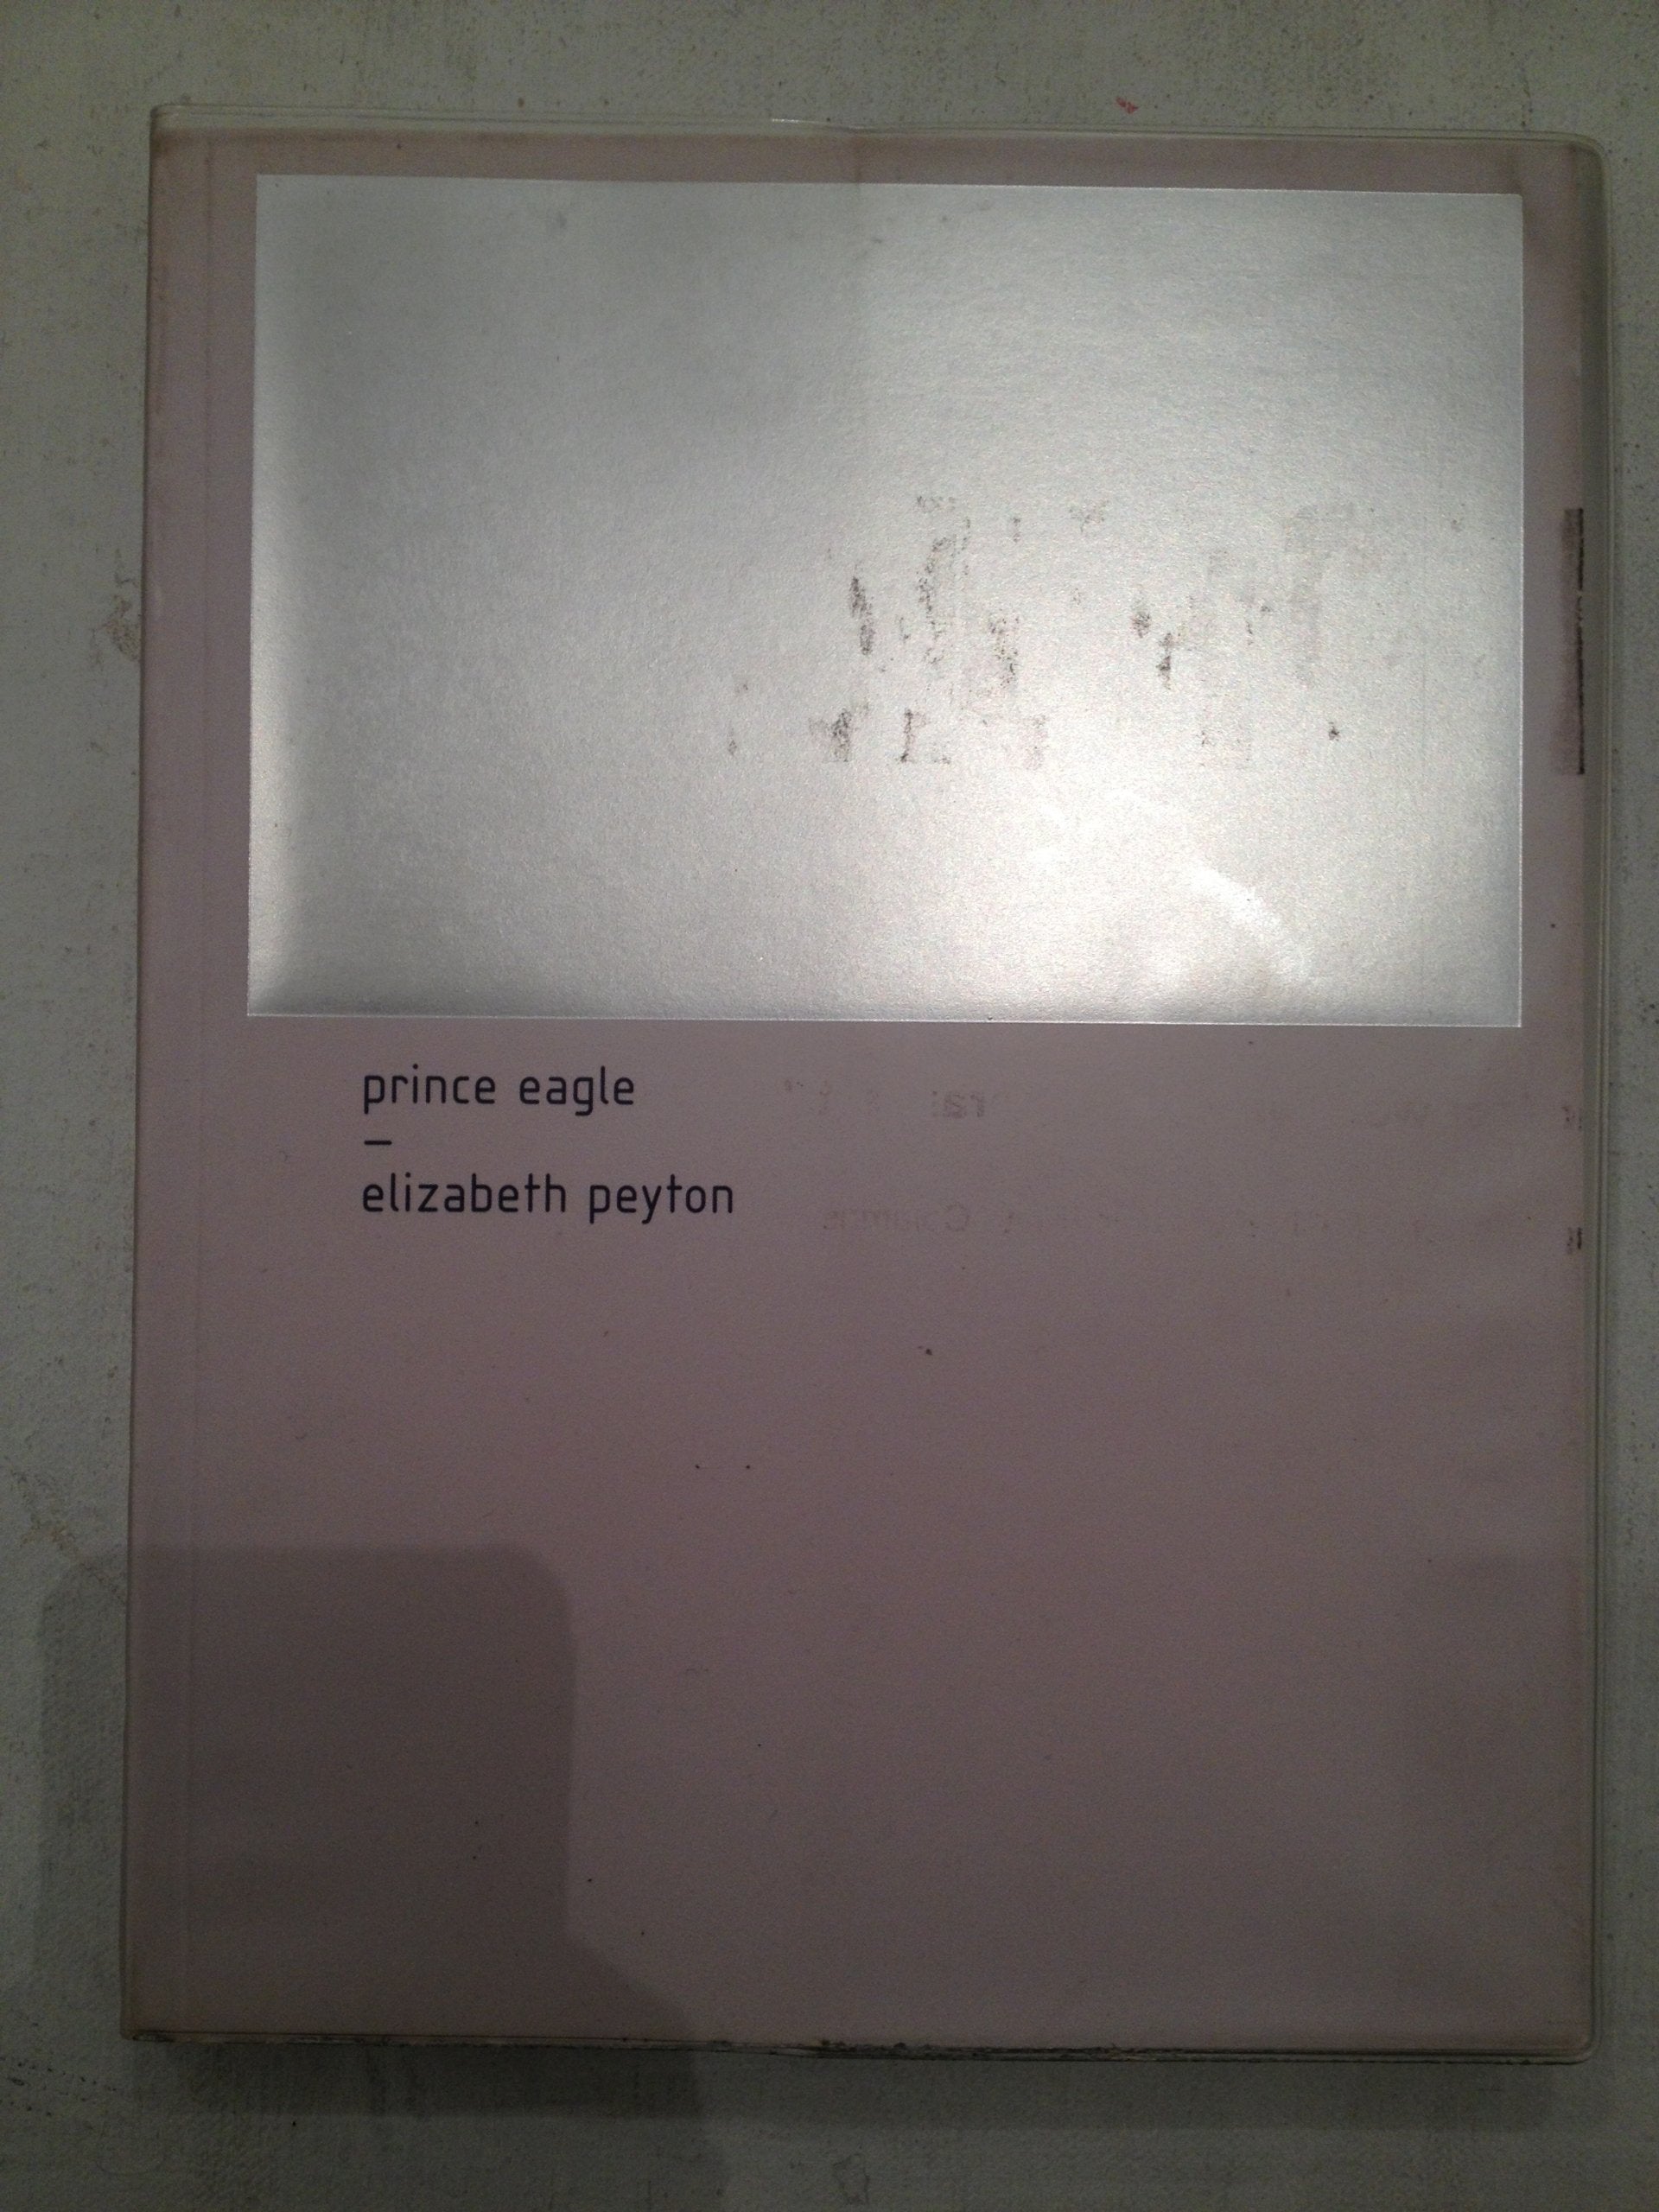 prince eagle
–
elizabeth peyton